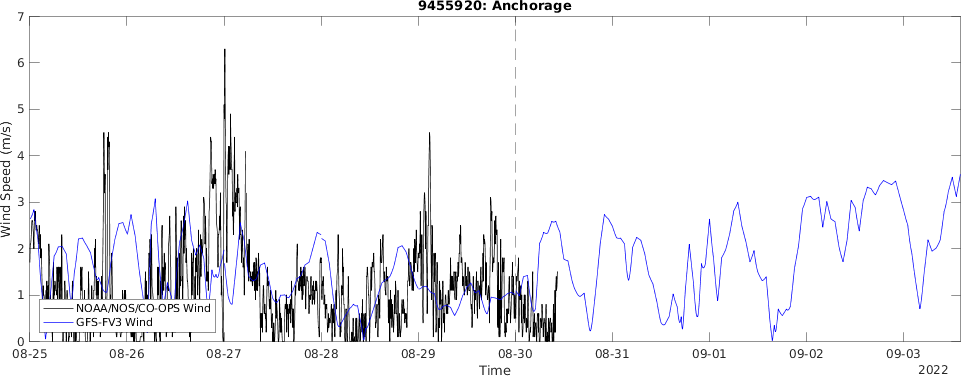 9455920: Anchorage
7
6
5
4
3
2
1
0
Wind Speed (m/s)
NOAA/NOS/CO-OPS Wind
GFS-FV3 Wind
08-25 08-26 08-27 08-28 08-29 08-30 08-31 09-01 09-02 09-03
Time
2022